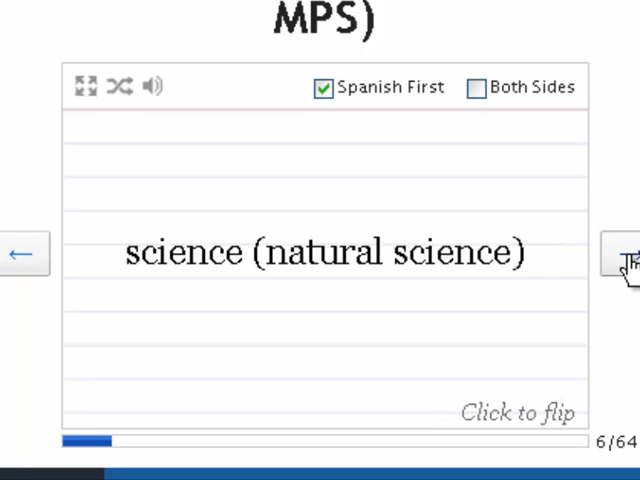 MPS)
Spanish First
Both Sides
science (natural science)
Click to flip
6/64